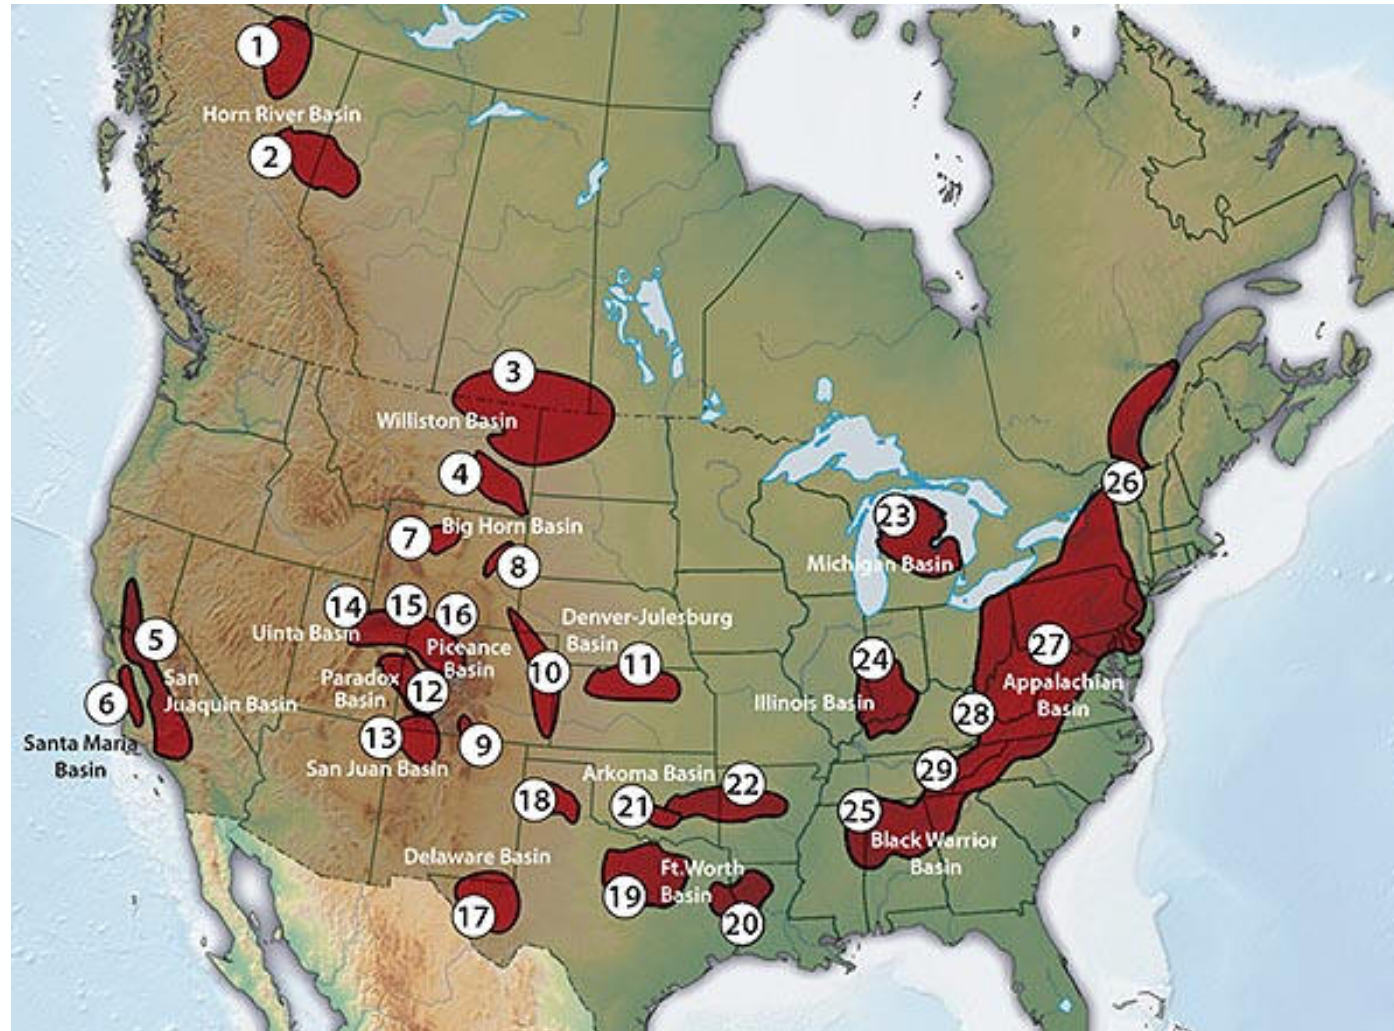 1
Horn River Basin
2
3
Williston Basin
4
Big Horn Basin
7
8
14
15
16
Uinta Basin
Piceance
Basin
Denver-Julesburg
Basin
5
San
Juaquin Basin
6
Santa Maria
Basin
Paradox
Basin
12
10
11
13
San Juan Basin
9
18
Arkoma Basin
21
22
Delaware Basin
17
Ft.Worth
Basin
19
20
23
Michigan Basin
24
Illinois Basin
25
Black Warrior
Basin
26
27
Appalachian
Basin
28
29